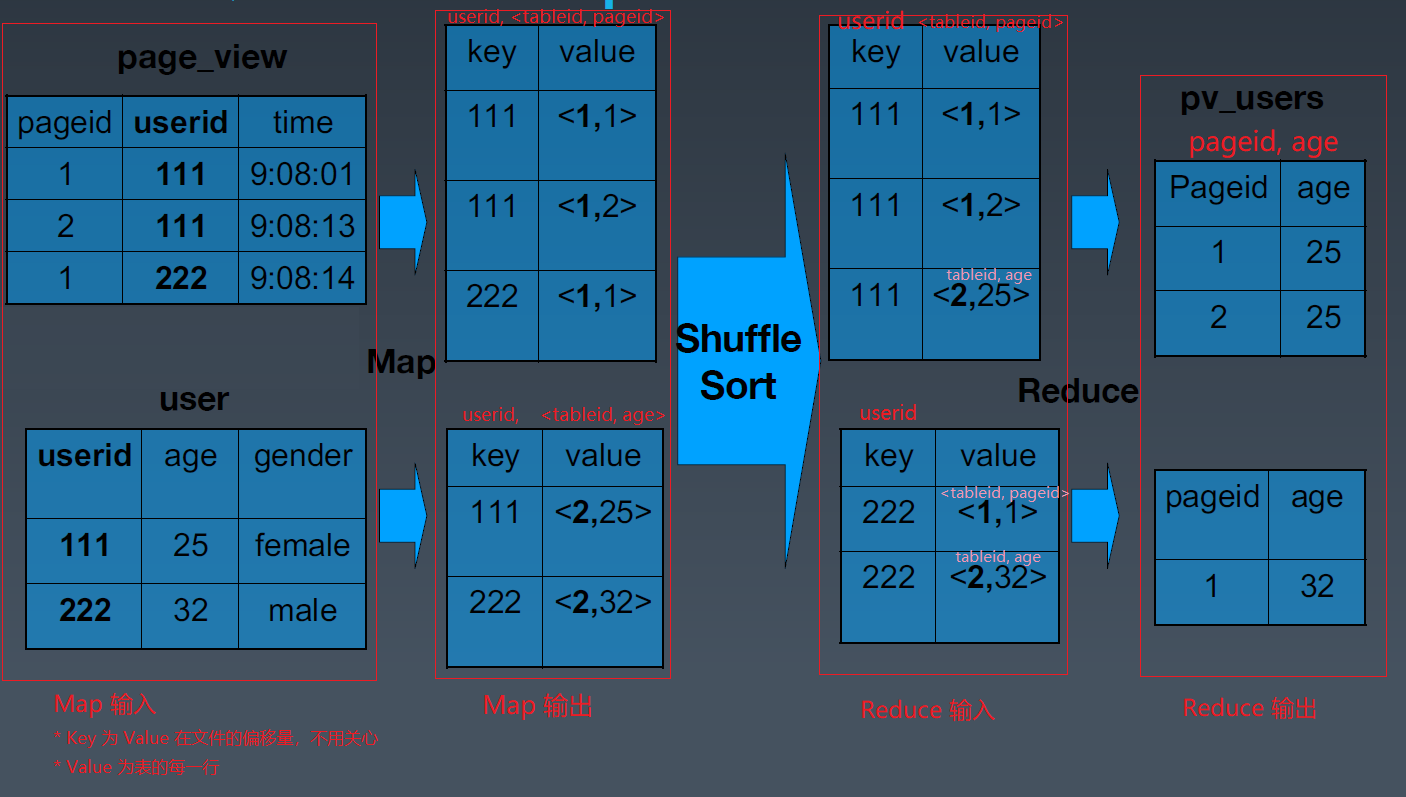 page_view
pageid userid time
1 111 9:08:01
2 111 9:08:13
1 222 9:08:14
user
userid age gender
111 25 female
222 32 male
Map 输入
* Key 为 Value 在文件的偏移量，不用关心
* Value 为表的每一行
Map
userid, <tableid, pageid>
key value
111 <1,1>
111 <1,2>
222 <1,1>
userid, <tableid, age>
key value
111 <2,25>
222 <2,32>
Map 输出
Shuffle
Sort
userid <tableid, pageid>
key value
111 <1,1>
111 <1,2>
tableid, age
111 <2,25>
userid
key value
<tableid, pageid>
222 <1,1>
tableid, age
222 <2,32>
Reduce 输入
Reduce
pv_users
pageid, age
Pageid age
1 25
2 25
pageid age
1 32
Reduce 输出